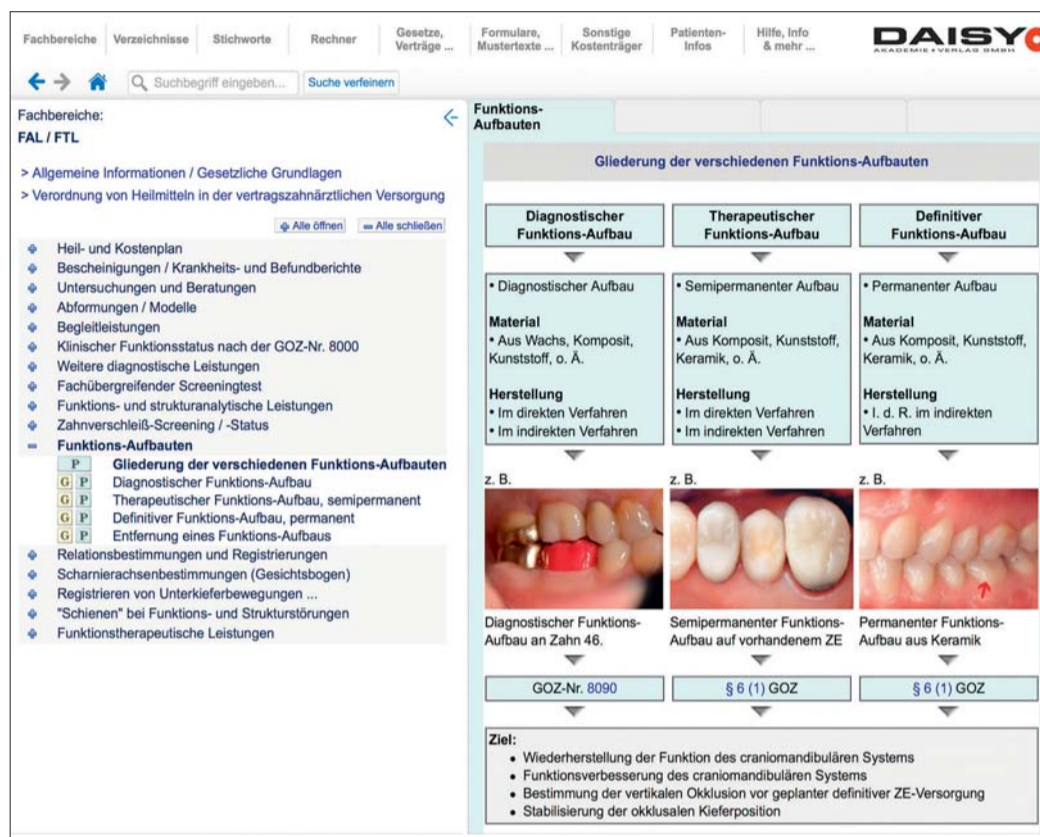 Fachbereiche
Verzeichnisse
Stichworte
Rechner
Gesetze,
Verträge ...
Formulare,
Mustertexte ...
Sonstige
Kostenträger
Patienten-
Infos
Hilfe, Info
& mehr ...
DAISY
AKADEMIE + VERLAG GMBH
Suchbegriff eingeben...
Suche verfeinern
Fachbereiche:
FAL / FTL
> Allgemeine Informationen / Gesetzliche Grundlagen
> Verordnung von Heilmitteln in der vertragszahnärztlichen Versorgung
Alle öffnen
Alle schließen
Heil- und Kostenplan
Bescheinigungen / Krankheits- und Befundberichte
Untersuchungen und Beratungen
Abformungen / Modelle
Begleitleistungen
Klinischer Funktionsstatus nach der GOZ-Nr. 8000
Weitere diagnostische Leistungen
Fachübergreifender Screeningtest
Funktions- und strukturanalytische Leistungen
Zahnverschleiß-Screening / -Status
Funktions-Aufbauten
P Gliederung der verschiedenen Funktions-Aufbauten
G P Diagnostischer Funktions-Aufbau
G P Therapeutischer Funktions-Aufbau, semipermanent
G P Definitiver Funktions-Aufbau, permanent
G P Entfernung eines Funktions-Aufbaus
Relationsbestimmungen und Registrierungen
Scharnierachsenbestimmungen (Gesichtsbogen)
Registrieren von Unterkieferbewegungen ...
"Schienen" bei Funktions- und Strukturstörungen
Funktionstherapeutische Leistungen
Funktions-
Aufbauten
Gliederung der verschiedenen Funktions-Aufbauten
Diagnostischer
Funktions-Aufbau
• Diagnostischer Aufbau
Material
• Aus Wachs, Komposit,
Kunststoff, o. Ä.
Herstellung
• Im direkten Verfahren
• Im indirekten Verfahren
z. B.
Diagnostischer Funktions-
Aufbau an Zahn 46.
GOZ-Nr. 8090
Therapeutischer
Funktions-Aufbau
• Semipermanenter Aufbau
Material
• Aus Komposit, Kunststoff,
Keramik, o. Ä.
Herstellung
• Im direkten Verfahren
• Im indirekten Verfahren
z. B.
Semipermanenter Funktions-
Aufbau auf vorhandenem ZE
§ 6 (1) GOZ
Definitiver
Funktions-Aufbau
• Permanenter Aufbau
Material
• Aus Komposit, Kunststoff,
Keramik, o. Ä.
Herstellung
• I. d. R. im indirekten
Verfahren
z. B.
Permanenter Funktions-
Aufbau aus Keramik
§ 6 (1) GOZ
Ziel:
• Wiederherstellung der Funktion des craniomandibulären Systems
• Funktionsverbesserung des craniomandibulären Systems
• Bestimmung der vertikalen Okklusion vor geplanter definitiver ZE-Versorgung
• Stabilisierung der okklusalen Kieferposition